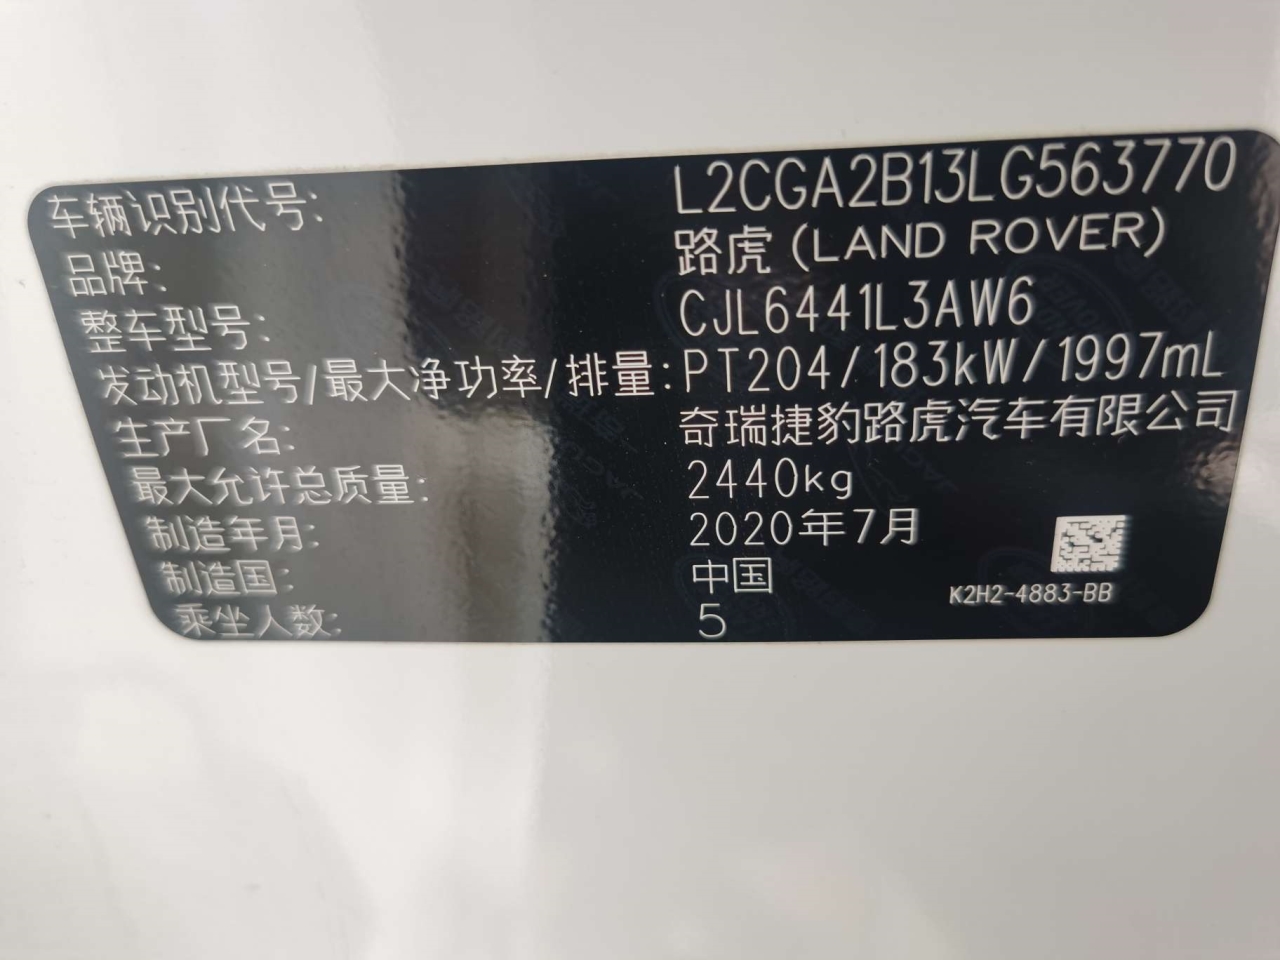 车辆识别代号: L2CGA2B13LG563770
品牌: 路虎 (LAND ROVER)
整车型号: CJL6441L3AW6
发动机型号/最大净功率/排量: PT204/183kW/1997mL
生产厂名: 奇瑞捷豹路虎汽车有限公司
最大允许总质量: 2440kg
制造年月: 2020年7月
制造国: 中国
K2H2-4883-BB
乘坐人数: 5